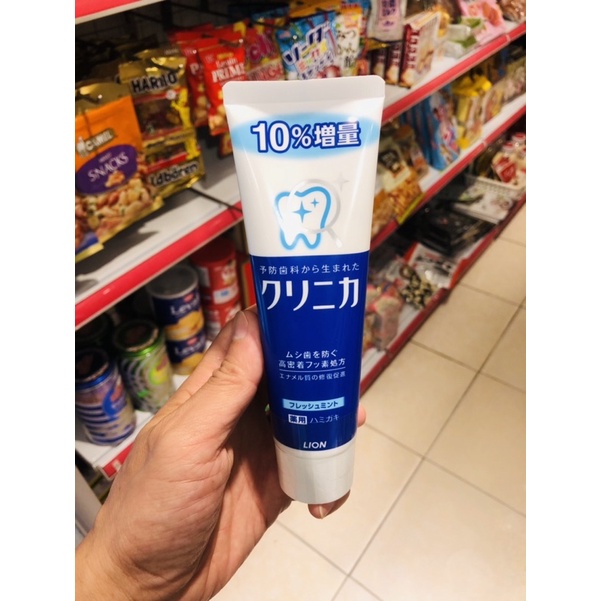 HARIBO
Goldbären
CAMEL
SNACKS
10%増量
予防歯科から生まれた
クリニカ
ムシ歯を防ぐ
高密着フッ素処方
エナメル質の修復促進
フレッシュミント
薬用 ハミガキ
LION